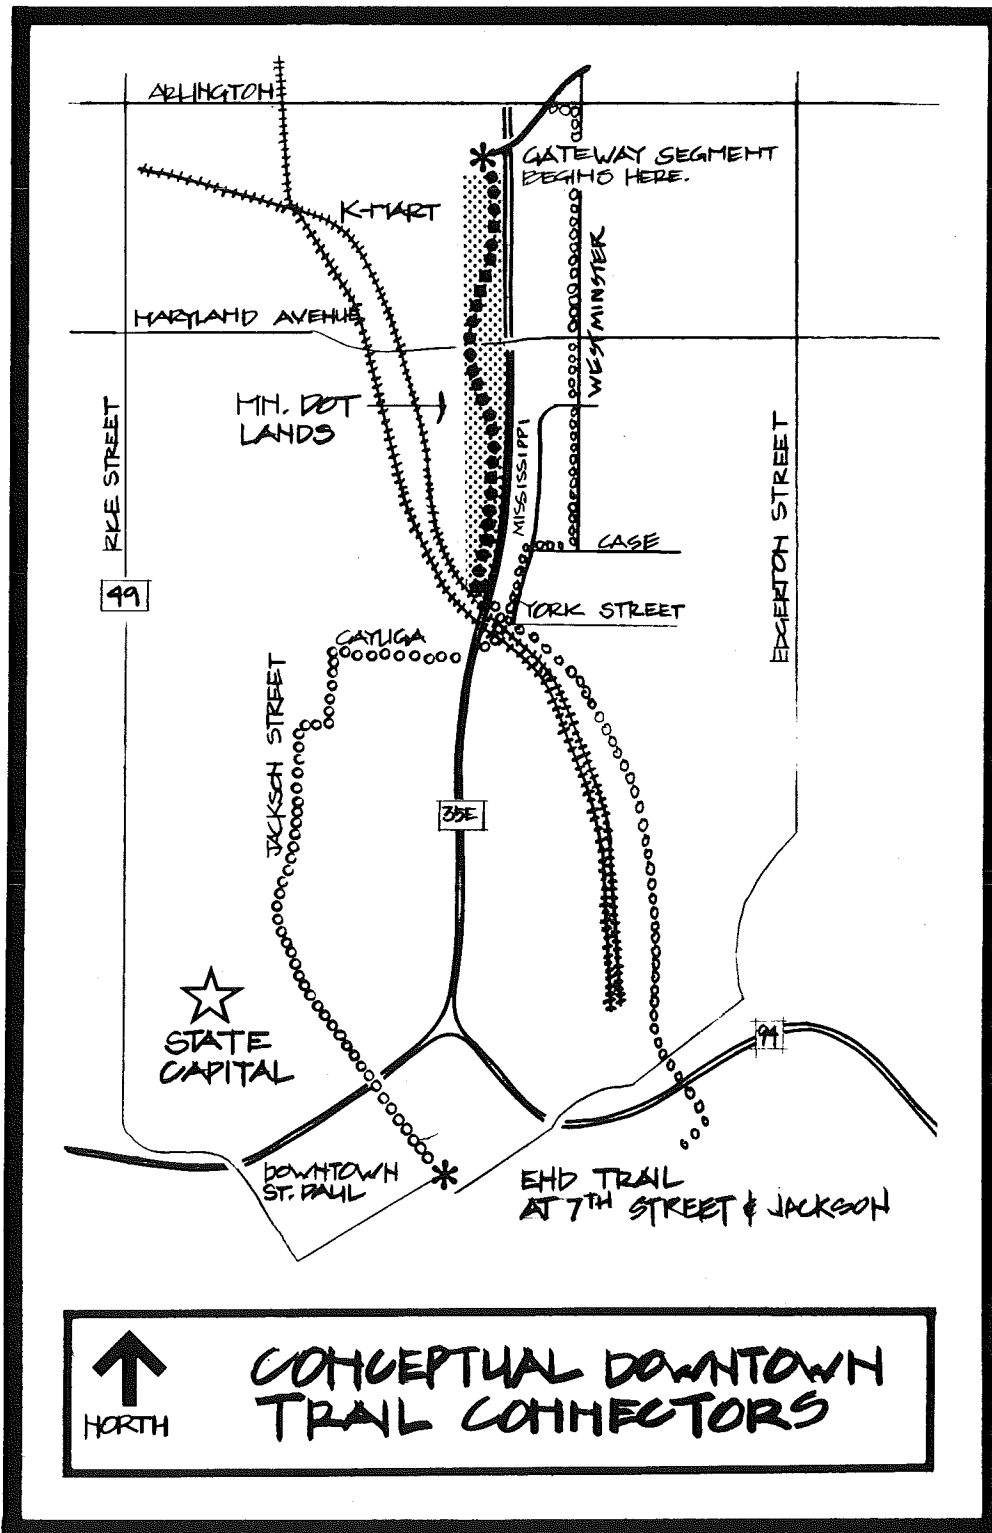 ARLINGTON
GATEWAY SEGMENT
BEGINS HERE.
K-MART
WESTMINSTER
MARYLAND AVENUE
MN. DOT
LANDS
RICE STREET
MISSISSIPPI
EDGERTON STREET
CASE
49
YORK STREET
CAYUGA
JACKSON STREET
35E
STATE
CAPITAL
94
DOWNTOWN
ST. PAUL
END TRAIL
AT 7TH STREET & JACKSON
NORTH
CONCEPTUAL DOWNTOWN
TRAIL CONNECTORS